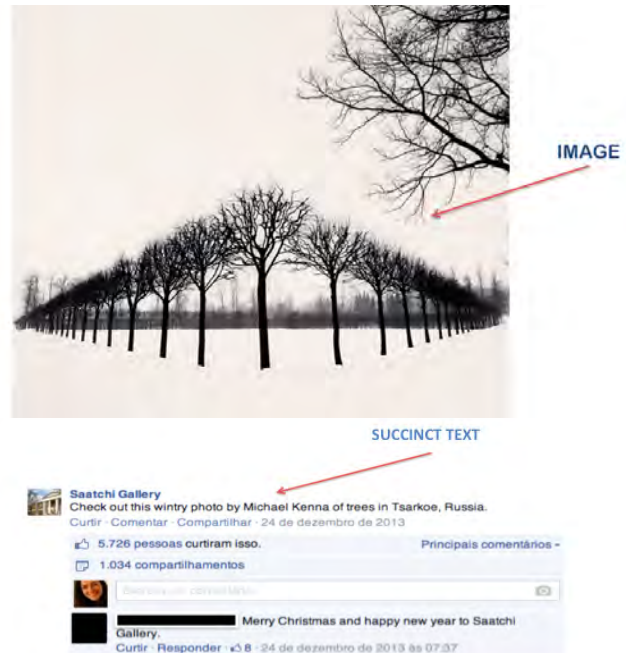 IMAGE
SUCCINCT TEXT
Saatchi Gallery
Check out this wintry photo by Michael Kenna of trees in Tsarkoe, Russia.
Curtir · Comentar · Compartilhar · 24 de dezembro de 2013
5.726 pessoas curtiram isso.
Principais comentários
1.034 compartilhamentos
Merry Christmas and happy new year to Saatchi
Gallery.
Curtir · Responder · 8 · 24 de dezembro de 2013 às 07:37